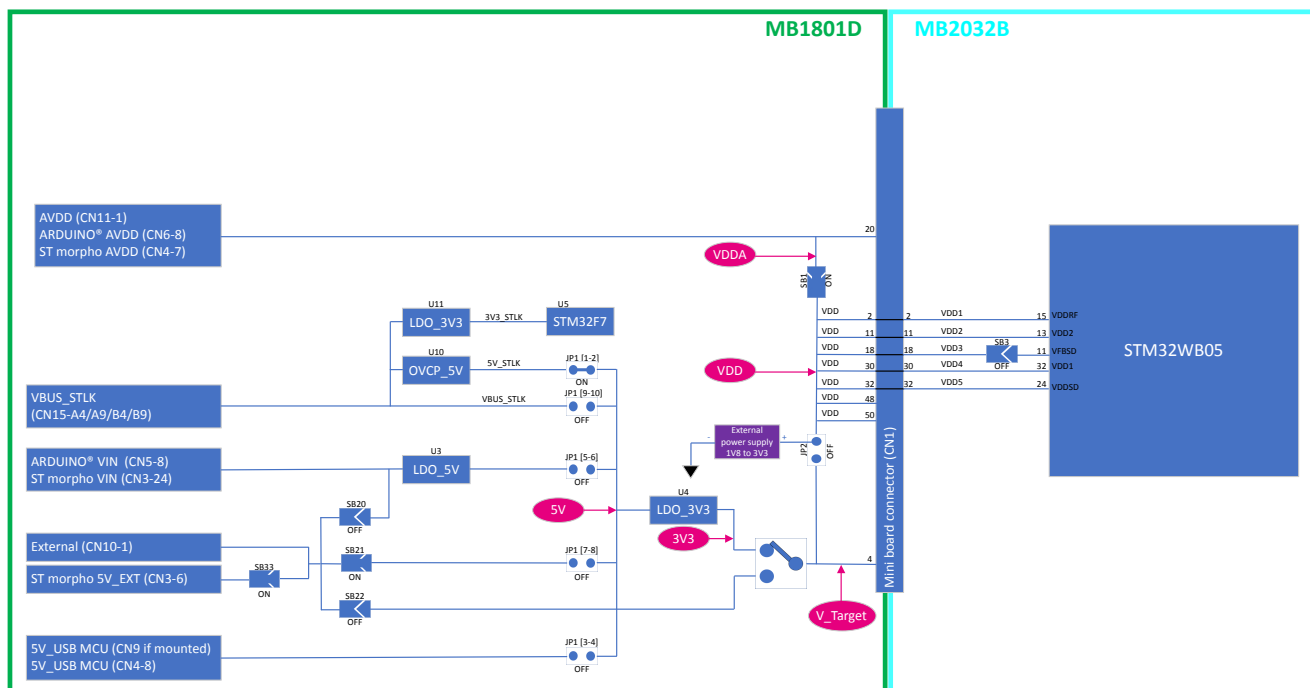 MB1801D
MB2032B
AVDD (CN11-1)
ARDUINO® AVDD (CN6-8)
ST morpho AVDD (CN4-7)
20
VDDA
SB1
ON
U11
LDO_3V3
3V3_STLK
U5
STM32F7
VDD
2
2
VDD1
15
VDDRF
VDD
11
11
VDD2
13
VDD2
VDD
18
18
VDD3
SB3
OFF
11
VFBSD
VDD
30
30
VDD4
32
VDD1
VDD
32
32
VDD5
24
VDDSD
VDD
48
VDD
50
STM32WB05
U10
OVCP_5V
5V_STLK
JP1 [1-2]
ON
VDD
VBUS_STLK
(CN15-A4/A9/B4/B9)
VBUS_STLK
JP1 [9-10]
OFF
External
power supply
1V8 to 3V3
-
+
JP2
OFF
Mini board connector (CN1)
ARDUINO® VIN  (CN5-8)
ST morpho VIN (CN3-24)
U3
LDO_5V
JP1 [5-6]
OFF
U4
LDO_3V3
5V
3V3
SB20
OFF
External (CN10-1)
ST morpho 5V_EXT (CN3-6)
SB33
ON
SB21
ON
JP1 [7-8]
OFF
4
SB22
OFF
V_Target
5V_USB MCU (CN9 if mounted)
5V_USB MCU (CN4-8)
JP1 [3-4]
OFF